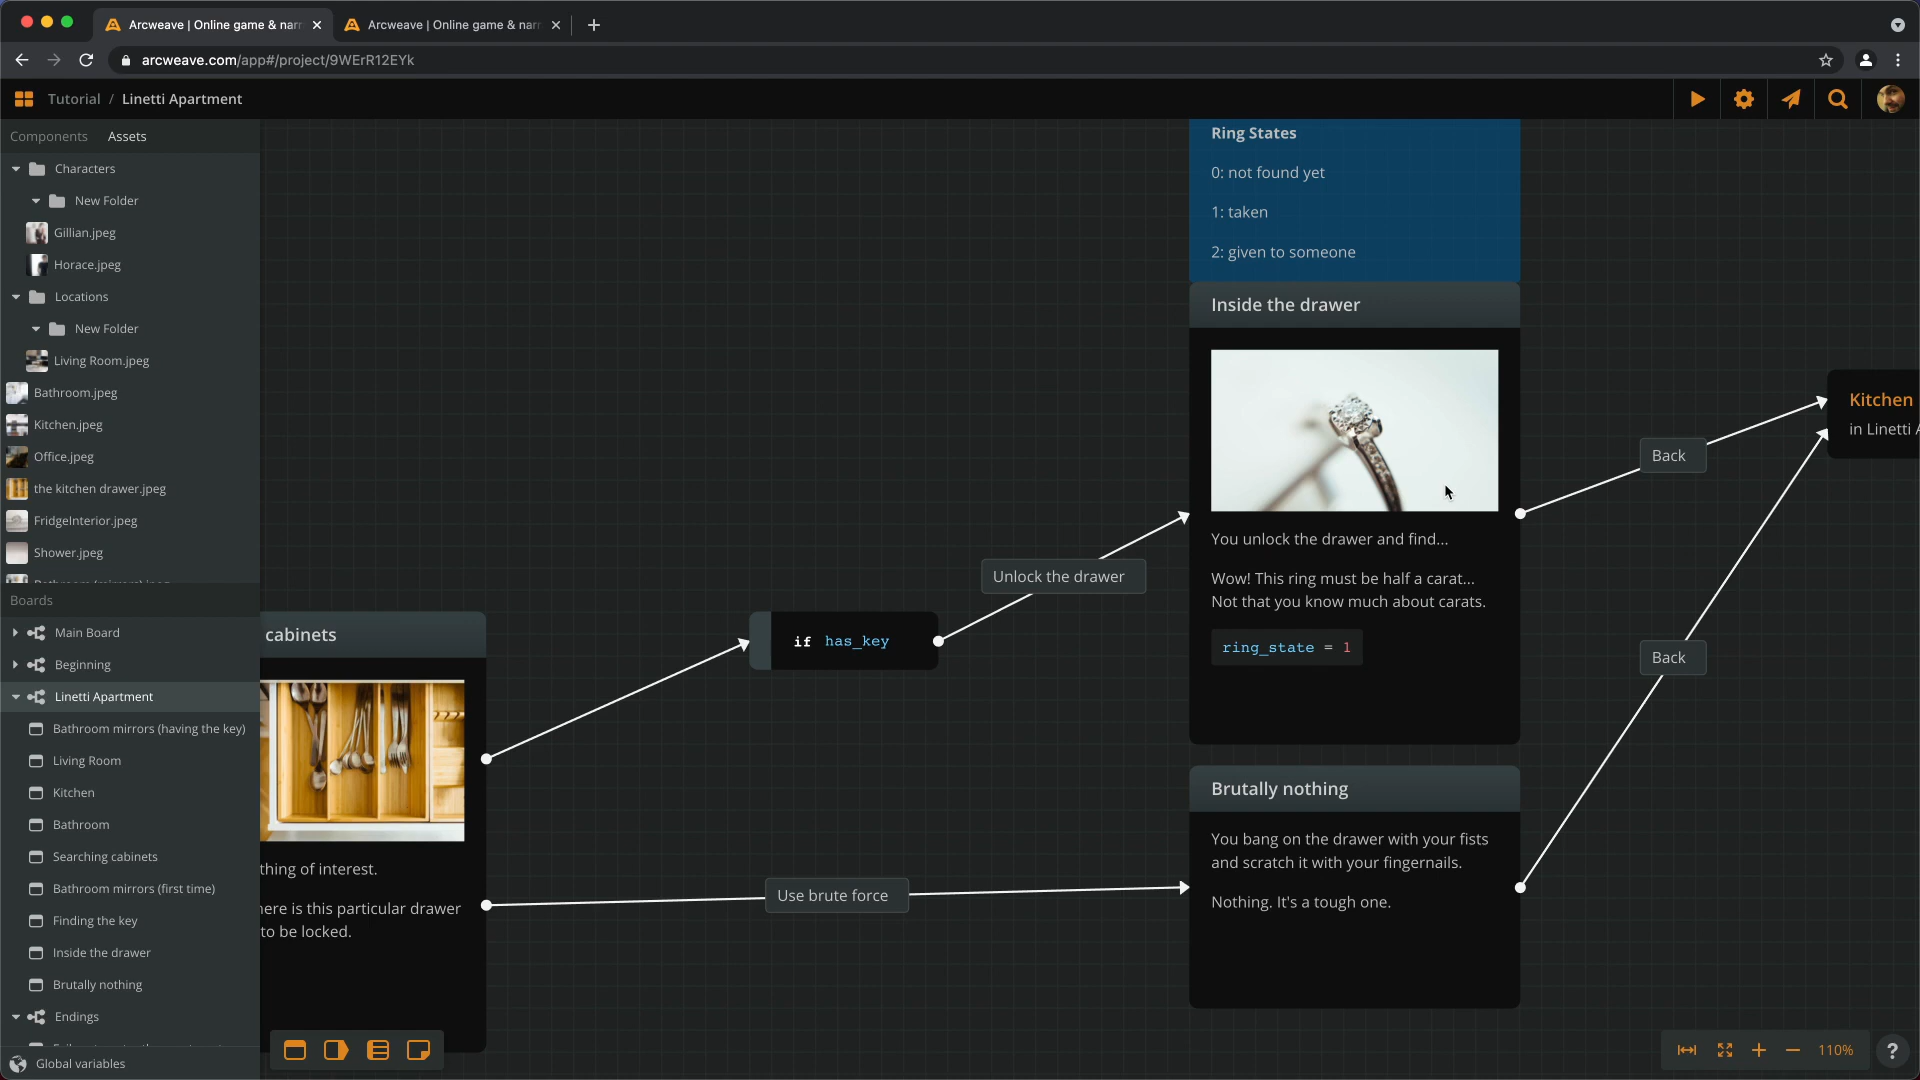 Arcweave | Online game & narr
Arcweave | Online game & narr
arcweave.com/app#/project/9WErR12EYk
Tutorial / Linetti Apartment
Components Assets
Characters
New Folder
Gillian.jpeg
Horace.jpeg
Locations
New Folder
Living Room.jpeg
Bathroom.jpeg
Kitchen.jpeg
Office.jpeg
the kitchen drawer.jpeg
FridgeInterior.jpeg
Shower.jpeg
Boards
Main Board
Beginning
Linetti Apartment
Bathroom mirrors (having the key)
Living Room
Kitchen
Bathroom
Searching cabinets
Bathroom mirrors (first time)
Finding the key
Inside the drawer
Brutally nothing
Endings
Global variables
cabinets
thing of interest.
here is this particular drawer
to be locked.
if has_key
Unlock the drawer
Use brute force
Ring States
0: not found yet
1: taken
2: given to someone
Inside the drawer
You unlock the drawer and find...
Wow! This ring must be half a carat...
Not that you know much about carats.
ring_state = 1
Brutally nothing
You bang on the drawer with your fists
and scratch it with your fingernails.
Nothing. It's a tough one.
Back
Back
Kitchen
in Linetti A
110%
?